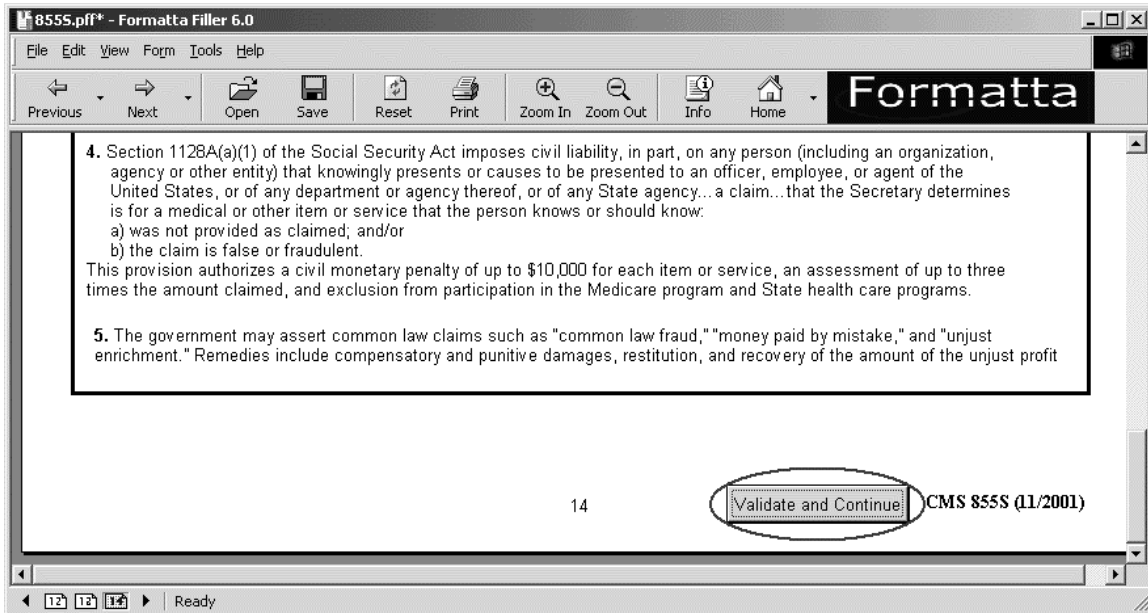 855S.pff* - Formatta Filler 6.0
File Edit View Form Tools Help
Previous Next Open Save Reset Print Zoom In Zoom Out Info Home Formatta
4. Section 1128A(a)(1) of the Social Security Act imposes civil liability, in part, on any person (including an organization,
agency or other entity) that knowingly presents or causes to be presented to an officer, employee, or agent of the
United States, or of any department or agency thereof, or of any State agency...a claim...that the Secretary determines
is for a medical or other item or service that the person knows or should know:
a) was not provided as claimed; and/or
b) the claim is false or fraudulent.
This provision authorizes a civil monetary penalty of up to $10,000 for each item or service, an assessment of up to three
times the amount claimed, and exclusion from participation in the Medicare program and State health care programs.
5. The government may assert common law claims such as "common law fraud," "money paid by mistake," and "unjust
enrichment." Remedies include compensatory and punitive damages, restitution, and recovery of the amount of the unjust profit
14 Validate and Continue CMS 855S (11/2001)
12 13 14 Ready